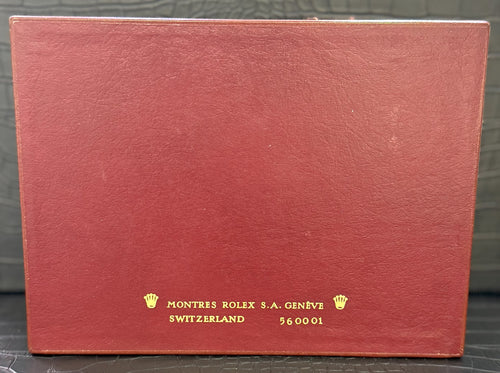 MONTRES ROLEX S.A. GENÈVE
SWITZERLAND 560001